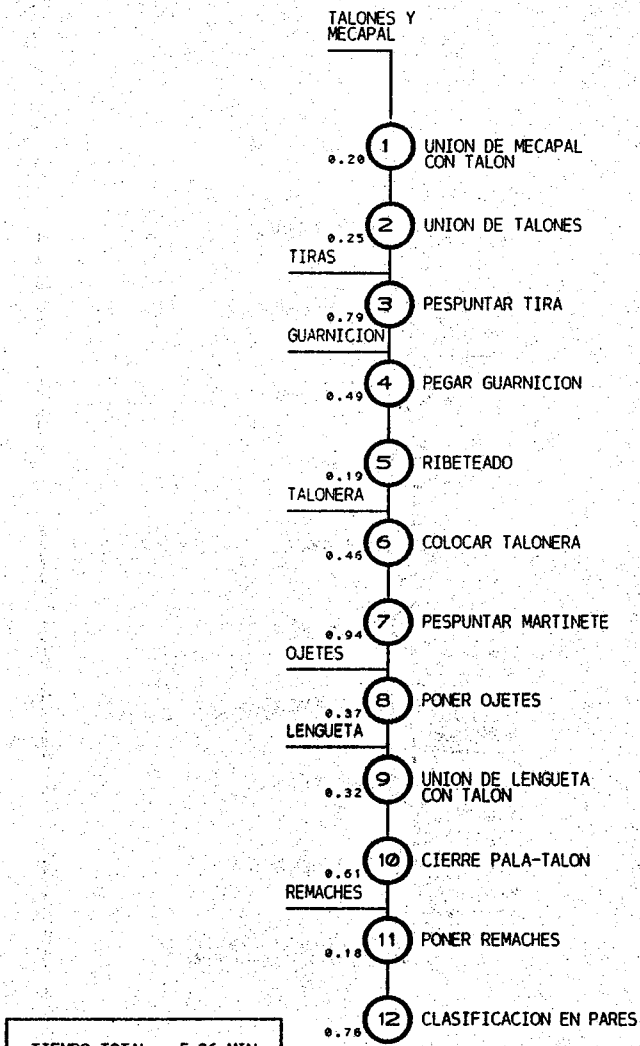 TALONES Y
MECAPAL
0.20 1 UNION DE MECAPAL
CON TALON
0.25 2 UNION DE TALONES
TIRAS
0.79 3 PESPUNTAR TIRA
GUARNICION
0.49 4 PEGAR GUARNICION
0.19 5 RIBETEADO
TALONERA
0.46 6 COLOCAR TALONERA
0.94 7 PESPUNTAR MARTINETE
OJETES
0.37 8 PONER OJETES
LENGUETA
0.32 9 UNION DE LENGUETA
CON TALON
0.61 10 CIERRE PALA-TALON
REMACHES
0.18 11 PONER REMACHES
0.76 12 CLASIFICACION EN PARES
TIEMPO TOTAL MIN